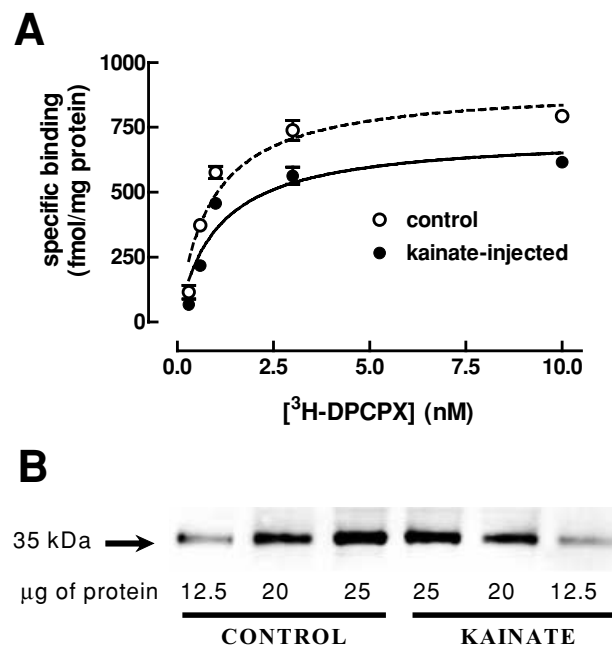 A
specific binding
(fmol/mg protein)
1000
750
500
250
0
control
kainate-injected
0.0 2.5 5.0 7.5 10.0
[³H-DPCPX] (nM)
B
35 kDa
μg of protein 12.5 20 25 25 20 12.5
CONTROL KAINATE